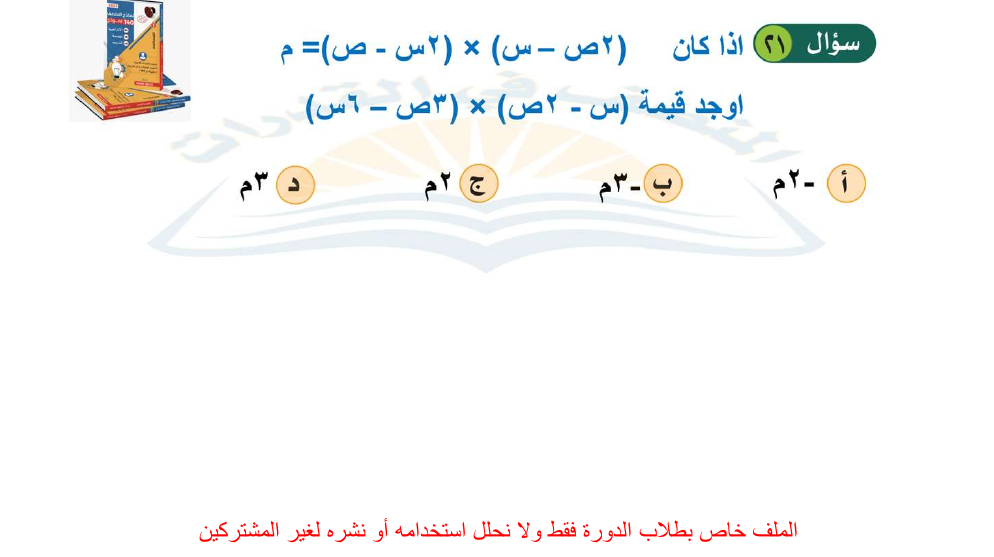 سؤال ٢١ اذا كان (٢ص – س) × (٢س - ص)= م
اوجد قيمة (س - ٢ص) × (٣ص – ٦س)
أ -٢م ب -٣م ج ٢م د ٣م
الملف خاص بطلاب الدورة فقط ولا نحلل استخدامه أو نشره لغير المشتركين